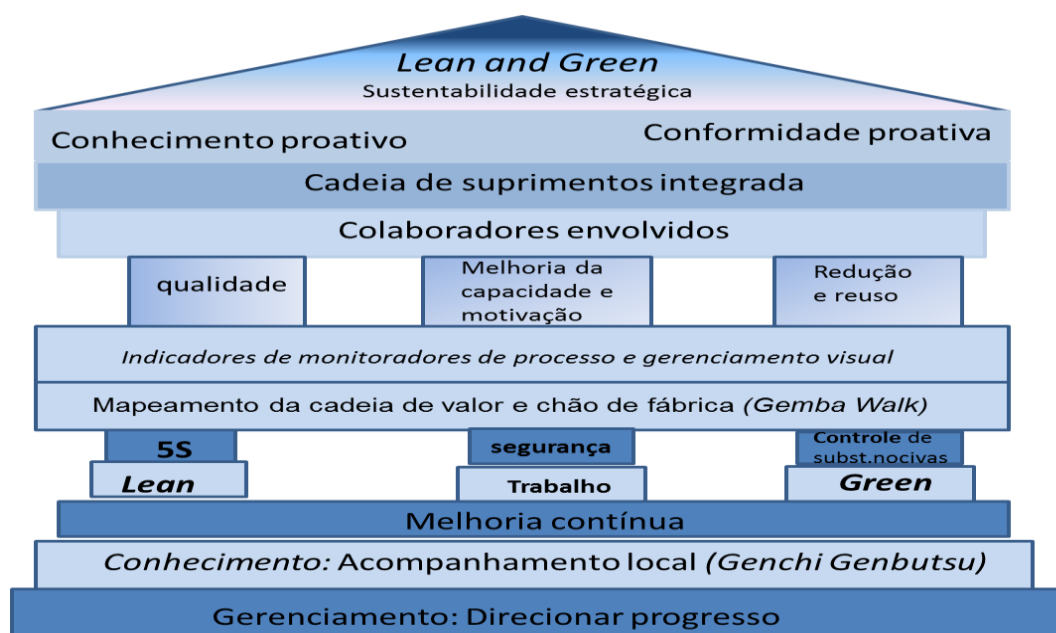 Lean and Green
Sustentabilidade estratégica
Conhecimento proativo
Conformidade proativa
Cadeia de suprimentos integrada
Colaboradores envolvidos
qualidade
Melhoria da
capacidade e
motivação
Redução
e reuso
Indicadores de monitoradores de processo e gerenciamento visual
Mapeamento da cadeia de valor e chão de fábrica (Gemba Walk)
5S
Lean
segurança
Trabalho
Controle de
subst.nocivas
Green
Melhoria contínua
Conhecimento: Acompanhamento local (Genchi Genbutsu)
Gerenciamento: Direcionar progresso